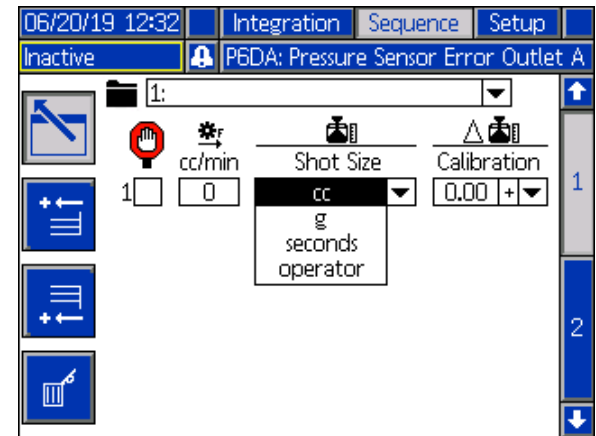 06/20/19 12:32 Integration Sequence Setup
Inactive P6DA: Pressure Sensor Error Outlet A
1:
F
cc/min Shot Size Calibration
1 0 cc 0.00 + 1
g
seconds
operator
2